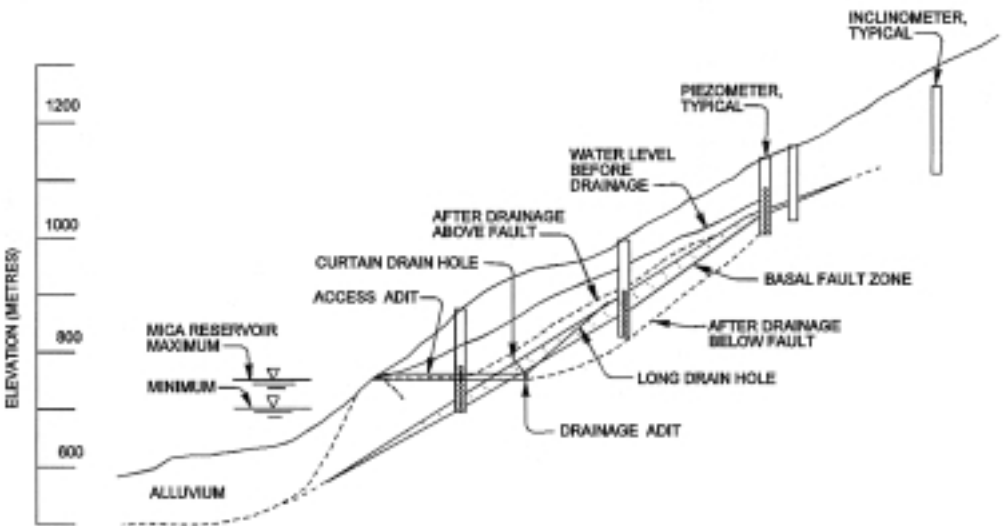 INCLINOMETER,
TYPICAL
1200
PIEZOMETER,
TYPICAL
WATER LEVEL
BEFORE
DRAINAGE
AFTER DRAINAGE
ABOVE FAULT
1000
CURTAIN DRAIN HOLE
BASAL FAULT ZONE
ACCESS ADIT
ELEVATION (METRES)
MICA RESERVOIR
MAXIMUM
800
AFTER DRAINAGE
BELOW FAULT
MINIMUM
LONG DRAIN HOLE
DRAINAGE ADIT
600
ALLUVIUM